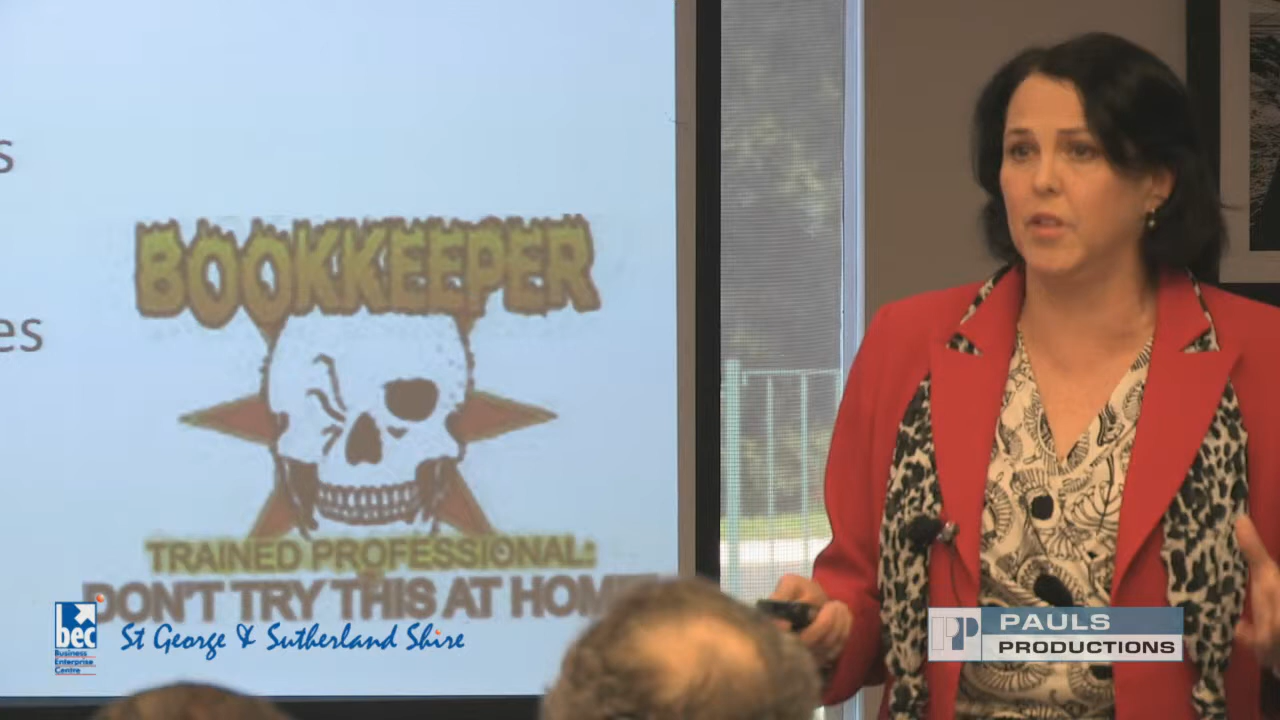 s
es
BOOKKEEPER
TRAINED PROFESSIONAL:
DON'T TRY THIS AT HOM
bec
Business
Enterprise
Centre
St George & Sutherland Shire
PP
PAULS
PRODUCTIONS